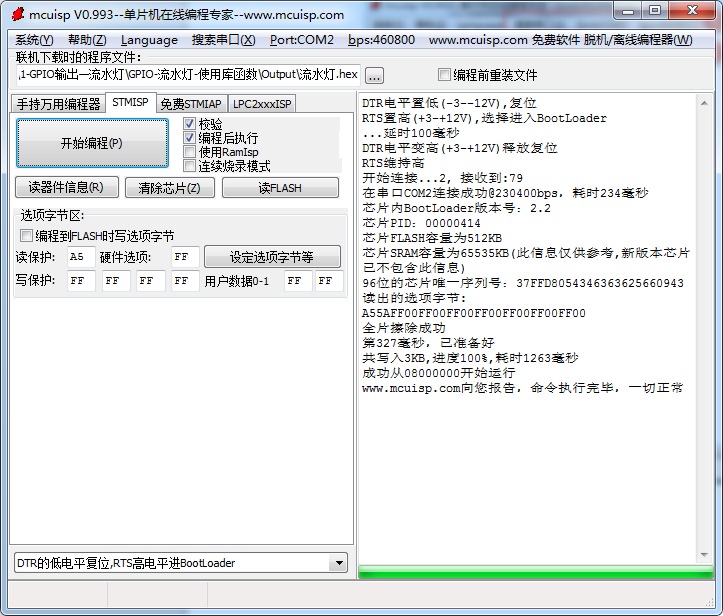 mcuisp V0.993--单片机在线编程专家--www.mcuisp.com
系统(Y) 帮助(Z) Language 搜索串口(X) Port:COM2 bps:460800 www.mcuisp.com 免费软件 脱机/离线编程器(W)
联机下载时的程序文件:
,1-GPIO输出—流水灯\GPIO-流水灯-使用库函数\Output\流水灯.hex ... 编程前重装文件
手持万用编程器 STMISP 免费STMIAP LPC2xxxISP
开始编程(P)
校验
编程后执行
使用RamIsp
连续烧录模式
读器件信息(R) 清除芯片(Z) 读FLASH
选项字节区:
编程到FLASH时写选项字节
读保护: A5 硬件选项: FF 设定选项字节等
写保护: FF FF FF FF 用户数据0-1 FF FF
DTR的低电平复位,RTS高电平进BootLoader
DTR电平置低(-3--12V),复位
RTS置高(+3-+12V),选择进入BootLoader
...延时100毫秒
DTR电平变高(+3-+12V)释放复位
RTS维持高
开始连接...2, 接收到:79
在串口COM2连接成功@230400bps, 耗时234毫秒
芯片内BootLoader版本号: 2.2
芯片PID: 00000414
芯片FLASH容量为512KB
芯片SRAM容量为65535KB(此信息仅供参考,新版本芯片
已不包含此信息)
96位的芯片唯一序列号: 37FFD8054346363625660943
读出的选项字节:
A55AFF00FF00FF00FF00FF00FF00FF00
全片擦除成功
第327毫秒, 已准备好
共写入3KB,进度100%,耗时1263毫秒
成功从08000000开始运行
www.mcuisp.com向您报告, 命令执行完毕, 一切正常